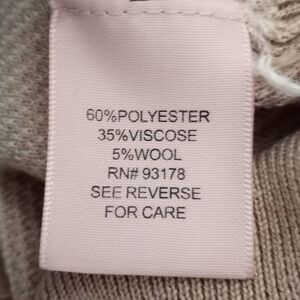 60%POLYESTER
35%VISCOSE
5%WOOL
RN# 93178
SEE REVERSE
FOR CARE